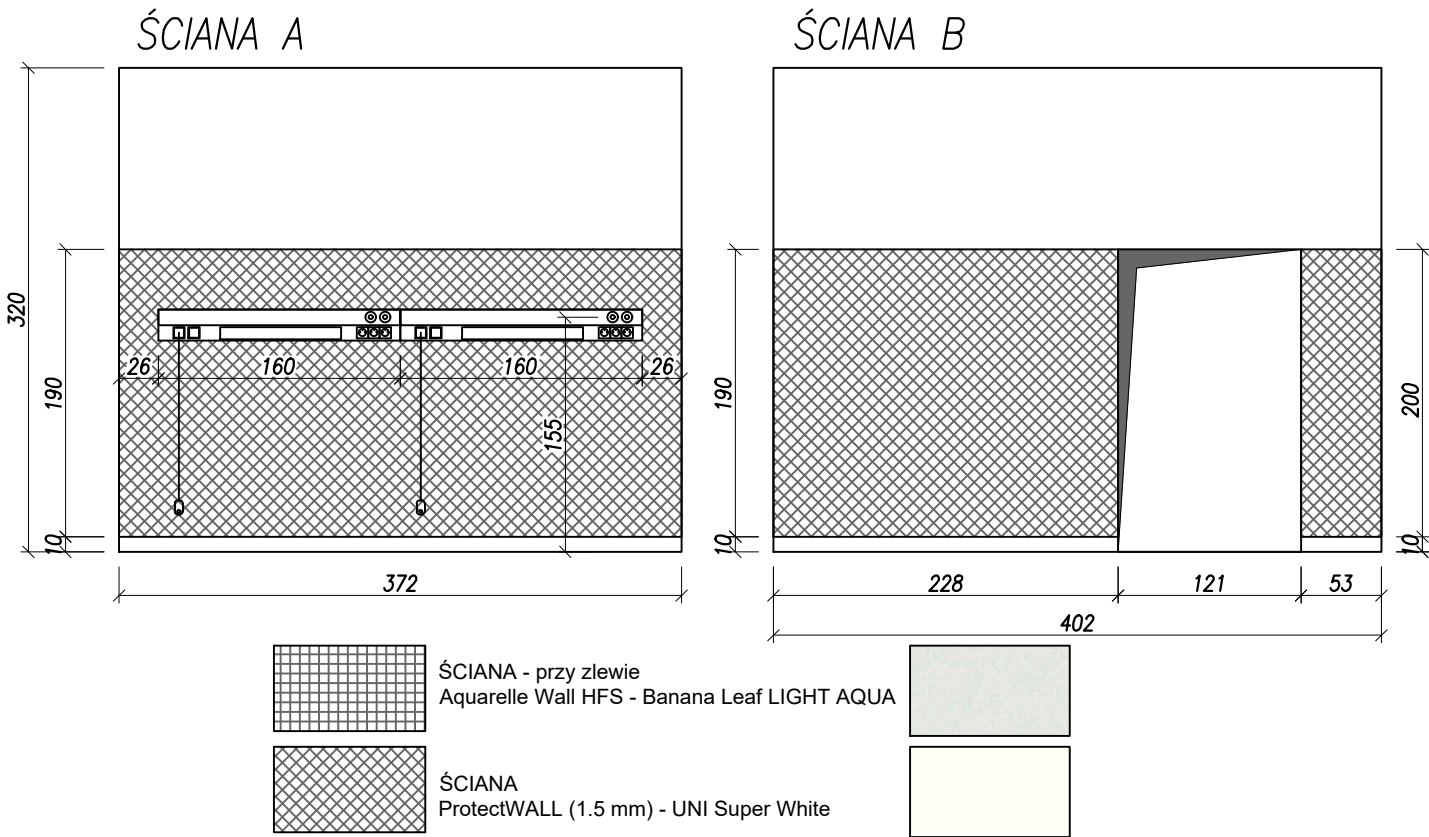 ŚCIANA A
ŚCIANA B
320
190
10
26
160
160
26
155
372
190
10
200
10
228
121
53
402
ŚCIANA - przy zlewie
Aquarelle Wall HFS - Banana Leaf LIGHT AQUA
ŚCIANA
ProtectWALL (1.5 mm) - UNI Super White